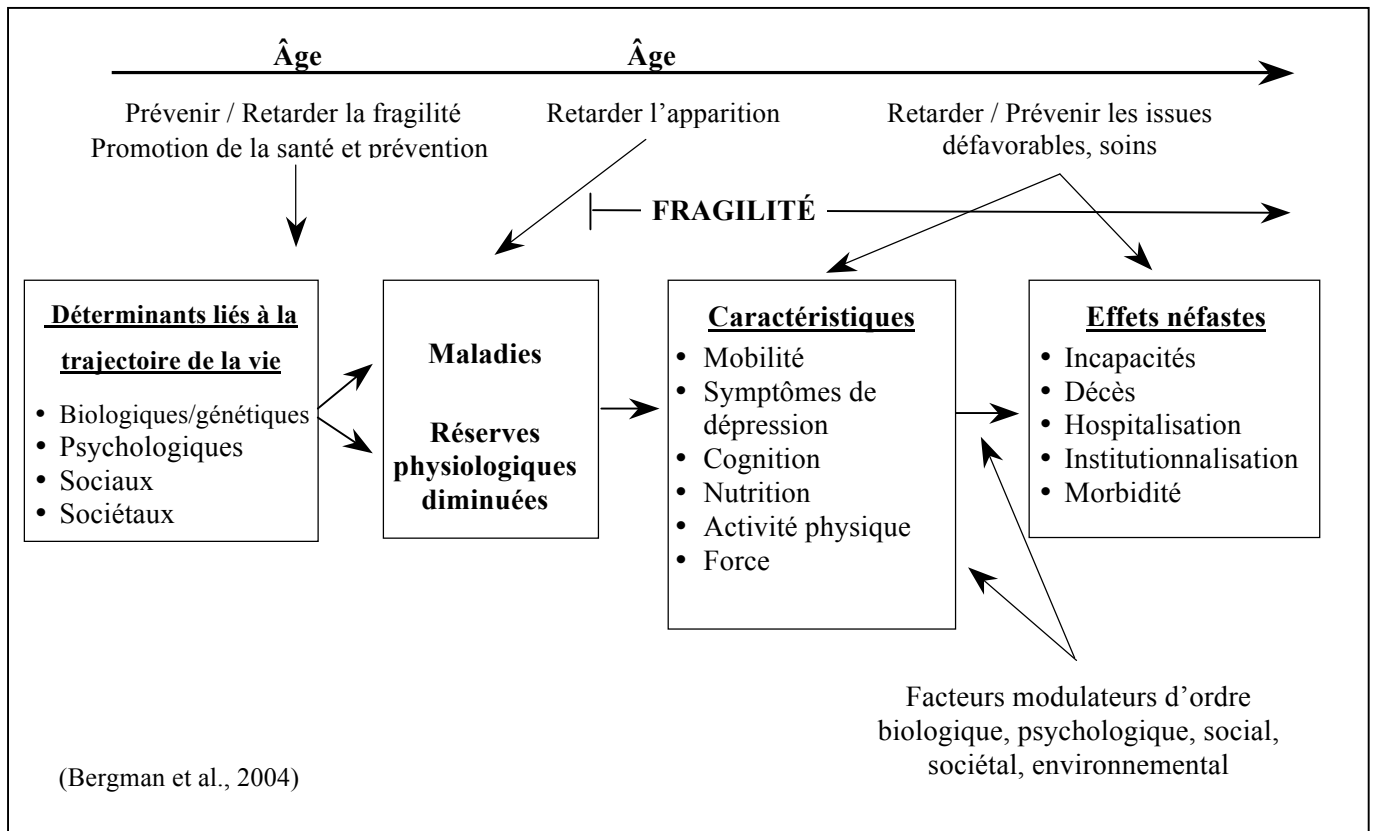 Âge
Âge
Prévenir / Retarder la fragilité
Promotion de la santé et prévention
Retarder l’apparition
Retarder / Prévenir les issues
défavorables, soins
FRAGILITÉ
Déterminants liés à la
trajectoire de la vie
• Biologiques/génétiques
• Psychologiques
• Sociaux
• Sociétaux
Maladies
Réserves
physiologiques
diminuées
Caractéristiques
• Mobilité
• Symptômes de
dépression
• Cognition
• Nutrition
• Activité physique
• Force
Effets néfastes
• Incapacités
• Décès
• Hospitalisation
• Institutionnalisation
• Morbidité
Facteurs modulateurs d’ordre
biologique, psychologique, social,
sociétal, environnemental
(Bergman et al., 2004)